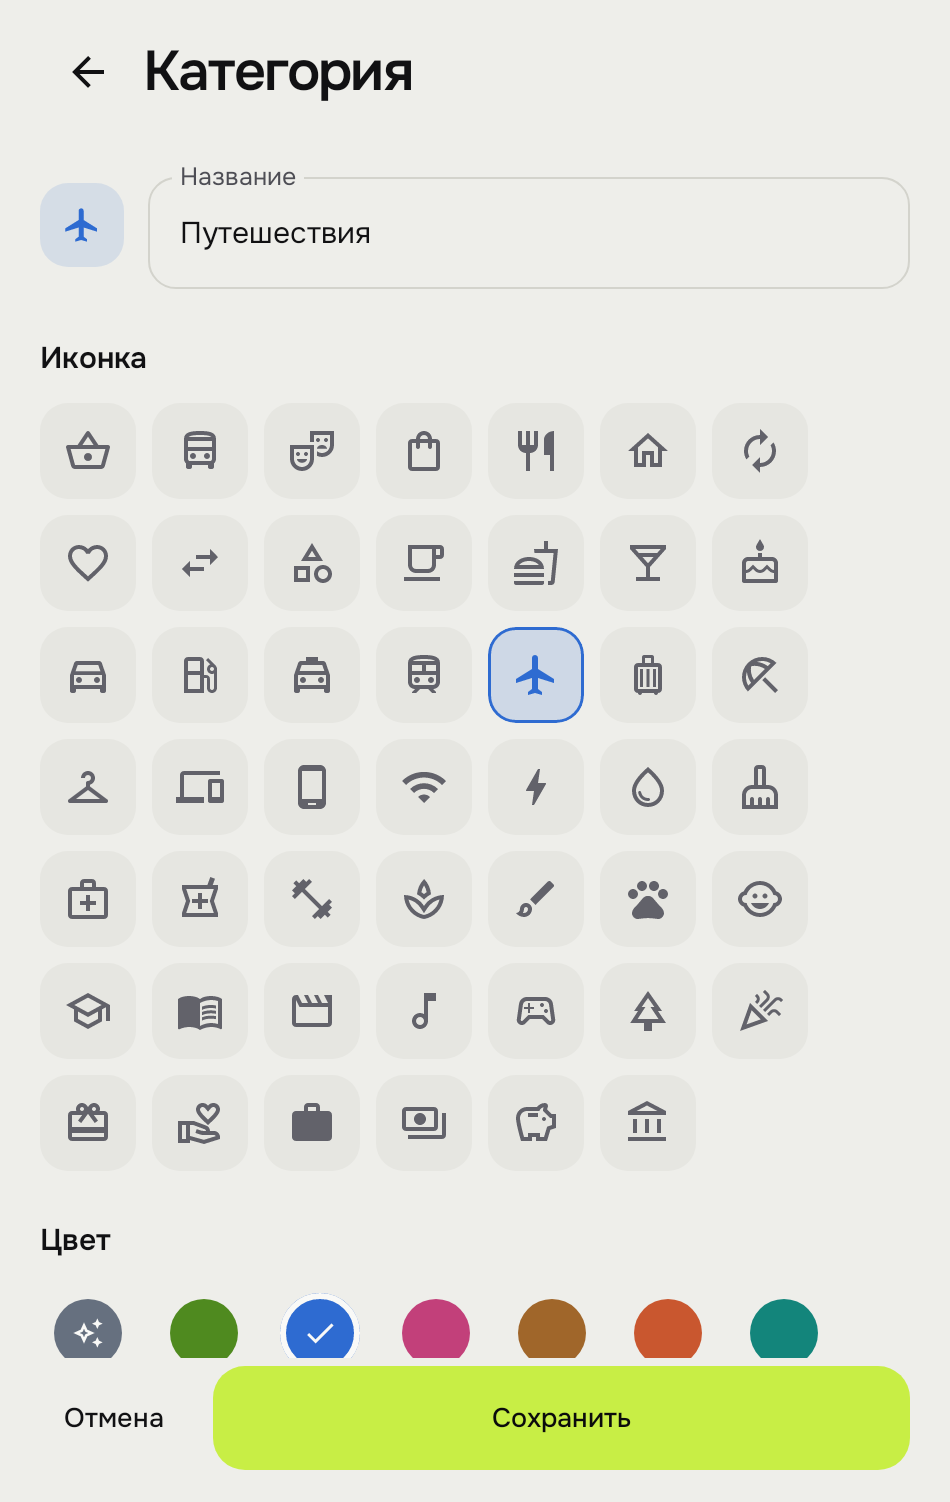 Категория
Название
Путешествия
Иконка
Цвет
Отмена
Сохранить